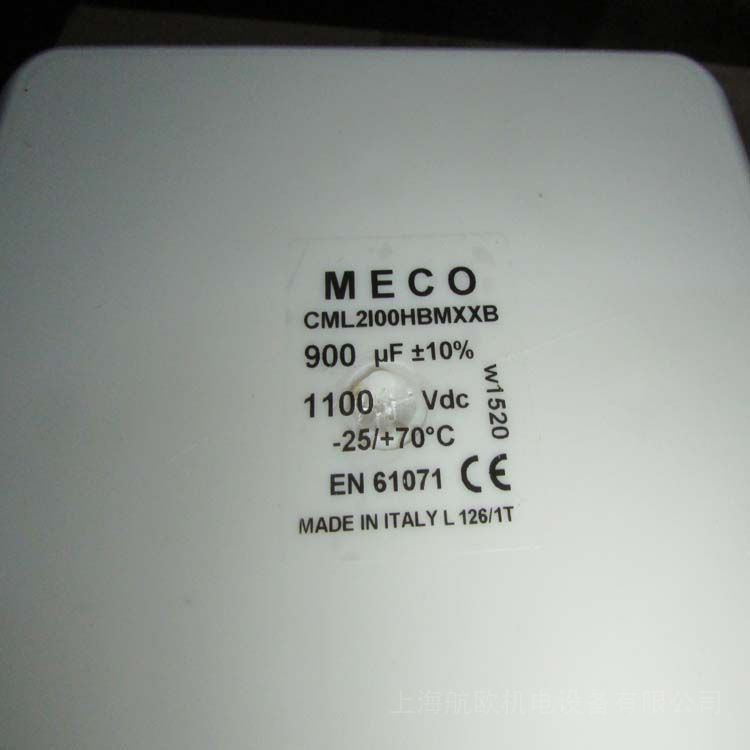 MECO
CML2I00HBMXXB
900 µF ±10%
1100 Vdc
-25/+70°C
w1520
EN 61071 CE
MADE IN ITALY L 126/1T
上海航欧机电设备有限公司